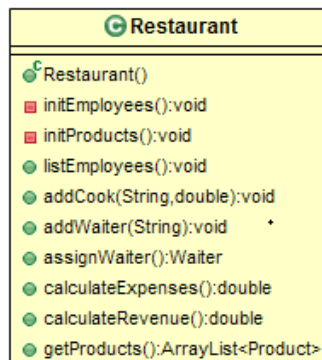 C Restaurant
C Restaurant()
initEmployees():void
initProducts():void
listEmployees():void
addCook(String,double):void
addWaiter(String):void
assignWaiter():Waiter
calculateExpenses():double
calculateRevenue():double
getProducts():ArrayList<Product>